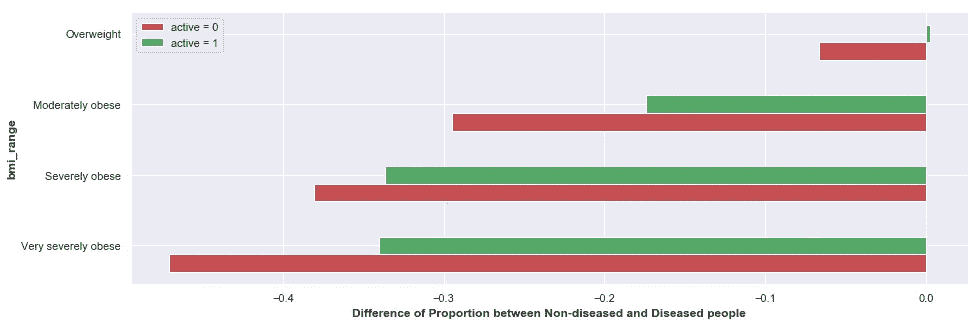 active = 0
active = 1
Overweight
Moderately obese
Severely obese
Very severely obese
bmi_range
−0.4 −0.3 −0.2 −0.1 0.0
Difference of Proportion between Non-diseased and Diseased people